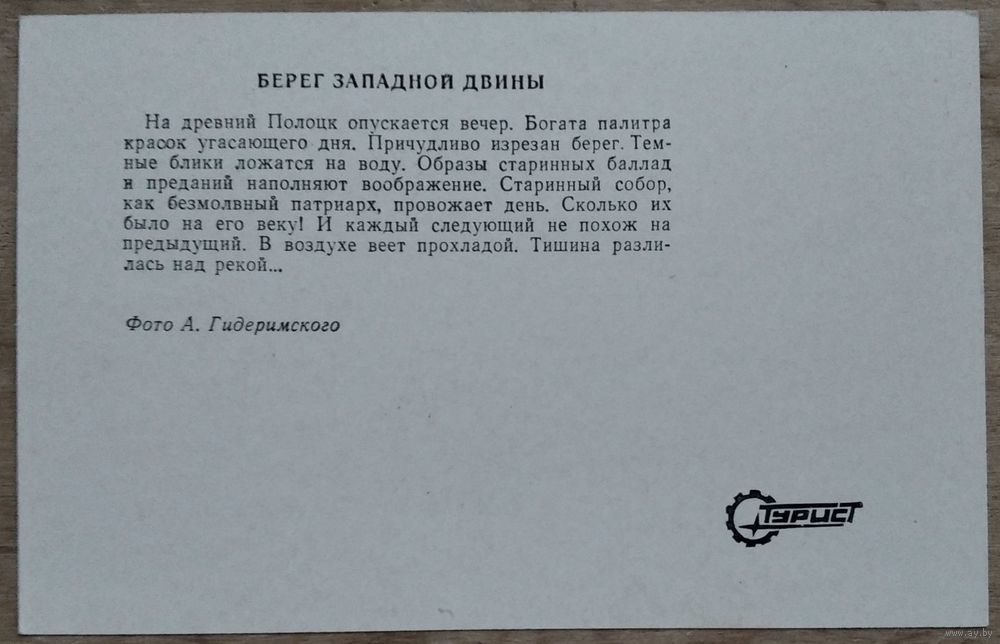 БЕРЕГ ЗАПАДНОЙ ДВИНЫ
На древний Полоцк опускается вечер. Богата палитра
красок угасающего дня. Причудливо изрезан берег. Тем-
ные блики ложатся на воду. Образы старинных баллад
и преданий наполняют воображение. Старинный собор,
как безмолвный патриарх, провожает день. Сколько их
было на его веку! И каждый следующий не похож на
предыдущий. В воздухе веет прохладой. Тишина разли-
лась над рекой...
Фото А. Гидеримского
ТУРИСТ
www.ay.by